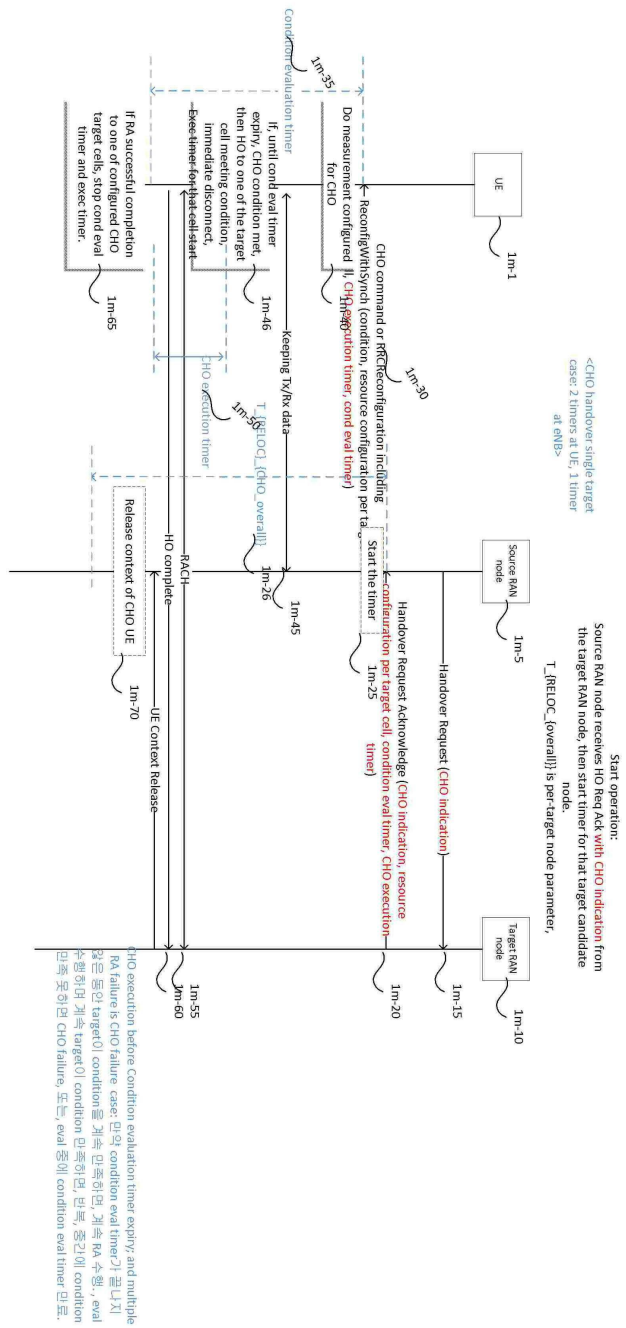 <CHO handover single target
case: 2 timers at UE, 1 timer
at eNB>
Start operation:
Source RAN node receives HO Req Ack with CHO indication from
the target RAN node, then start timer for that target candidate
node.
T_{RELOC_{overall}} is per-target node parameter,
UE
1m-1
Source RAN
node
1m-5
Target RAN
node
1m-10
Handover Request (CHO indication)
1m-15
Handover Request Acknowledge (CHO indication, resource
configuration per target cell, condition eval timer, CHO execution
timer)
1m-20
Start the timer
1m-25
T_{RELOC}_{CHO_overall}}
1m-26
CHO command or RRCReconfiguration including
ReconfigWithSynch (condition, resource configuration per
CHO execution timer, cond eval timer)
1m-30
Condition evaluation timer
1m-35
Do measurement configured
for CHO
1m-40
Keeping Tx/Rx data
1m-45
If, until cond eval timer
expiry, CHO condition met,
then HO to one of the target
cell meeting condition,
immediate disconnect,
Exec timer for that cell start
1m-46
CHO execution timer
1m-50
RACH
1m-55
HO complete
1m-60
If RA successful completion
to one of configured CHO
target cells, stop cond eval
timer and exec timer.
1m-65
UE Context Release
Release context of CHO UE
1m-70
CHO execution before Condition evaluation timer expiry; and multiple
RA failure is CHO failure case: 만약 condition eval timer가 끝나지
않은 동안 target이 condition을 계속 만족하면, 계속 RA 수행., eval
수행하며 계속 target이 condition 만족하면, 반복, 중간에 condition
만족 못하면 CHO failure, 또는, eval 중에 condition eval timer 만료.